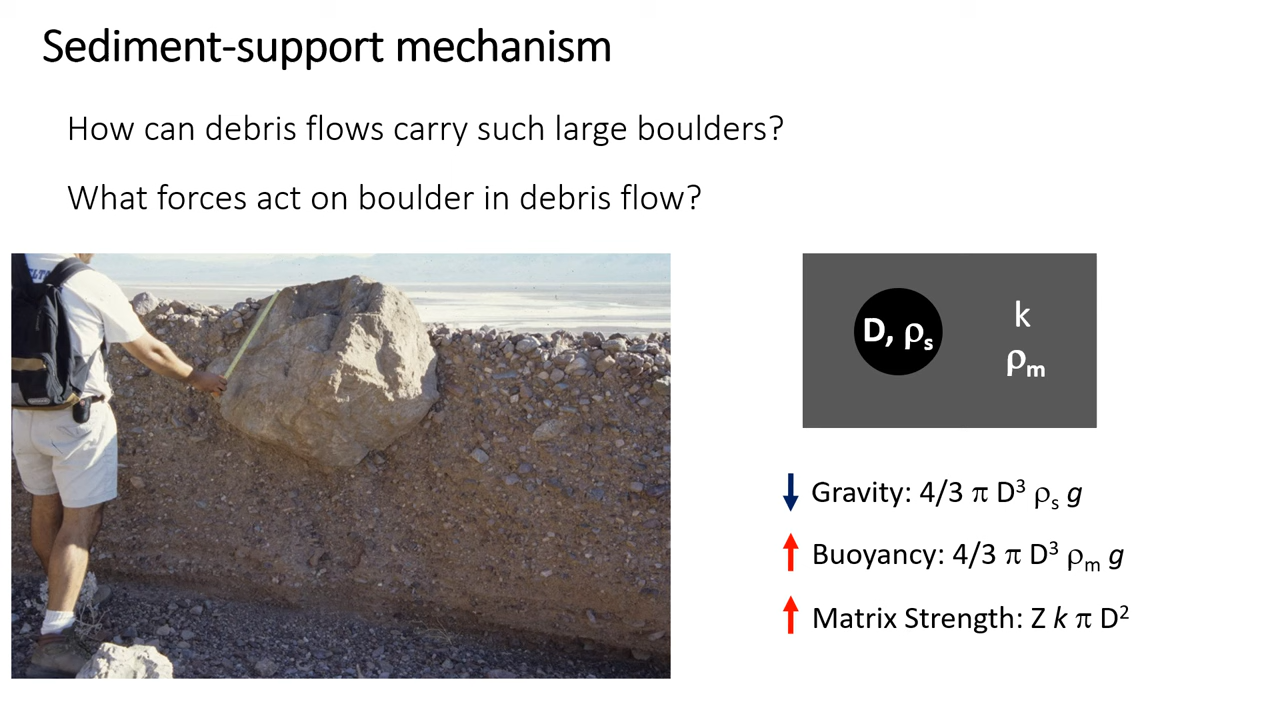 Sediment-support mechanism
How can debris flows carry such large boulders?
What forces act on boulder in debris flow?
D, ρs
k
ρm
Gravity: 4/3 π D³ ρs g
Buoyancy: 4/3 π D³ ρm g
Matrix Strength: Z k π D²